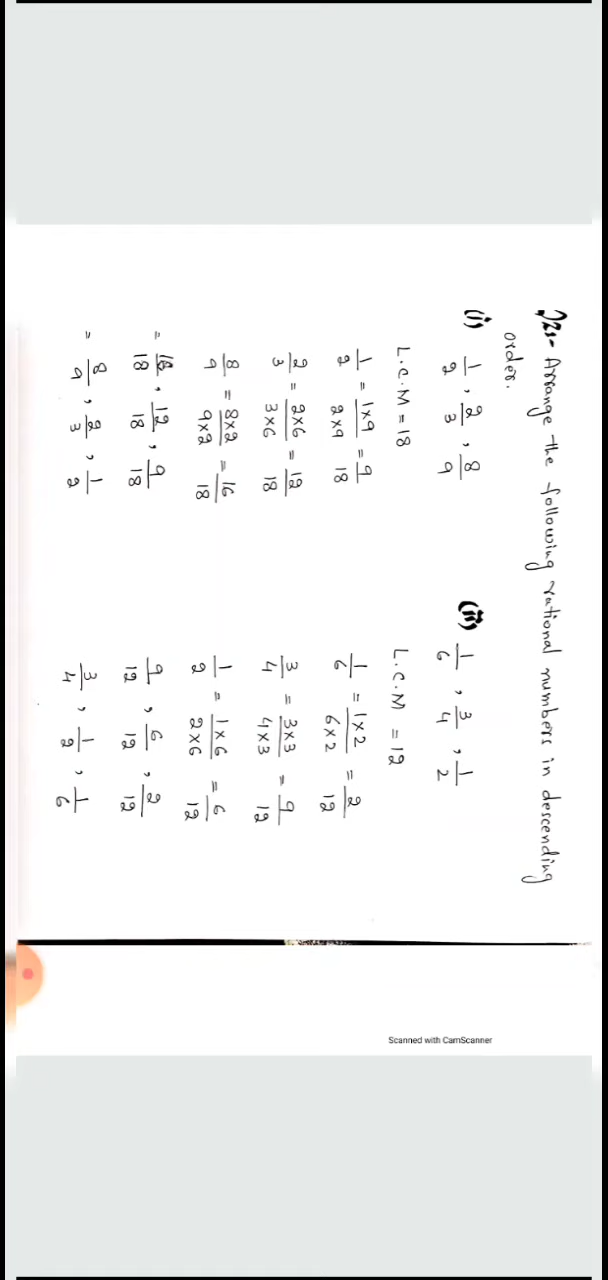 Q2:- Arrange the following rational numbers in descending
order.
(i) 1/2, 2/3, 8/9
L.C.M = 18
1/2 = 1×9/2×9 = 9/18
2/3 = 2×6/3×6 = 12/18
8/9 = 8×2/9×2 = 16/18
= 16/18, 12/18, 9/18
= 8/9, 2/3, 1/2
(ii) 1/6, 3/4, 1/2
L.C.M = 12
1/6 = 1×2/6×2 = 2/12
3/4 = 3×3/4×3 = 9/12
1/2 = 1×6/2×6 = 6/12
9/12, 6/12, 2/12
3/4, 1/2, 1/6
Scanned with CamScanner